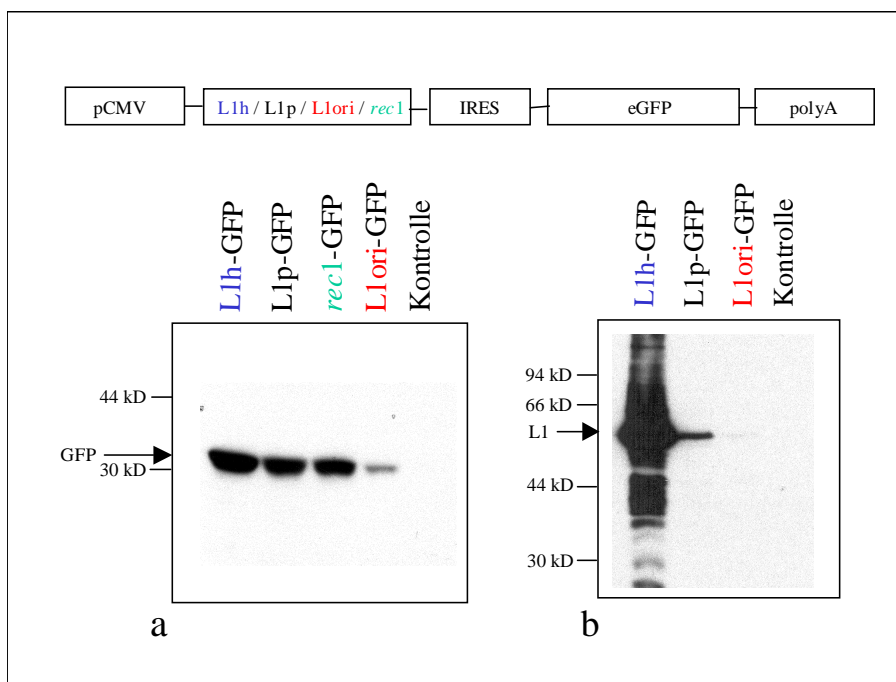 pCMV
L1h / L1p / L1ori / rec1
IRES
eGFP
polyA
L1h-GFP
L1p-GFP
rec1-GFP
L1ori-GFP
Kontrolle
44 kD
GFP
30 kD
a
L1h-GFP
L1p-GFP
L1ori-GFP
Kontrolle
94 kD
66 kD
L1
44 kD
30 kD
b